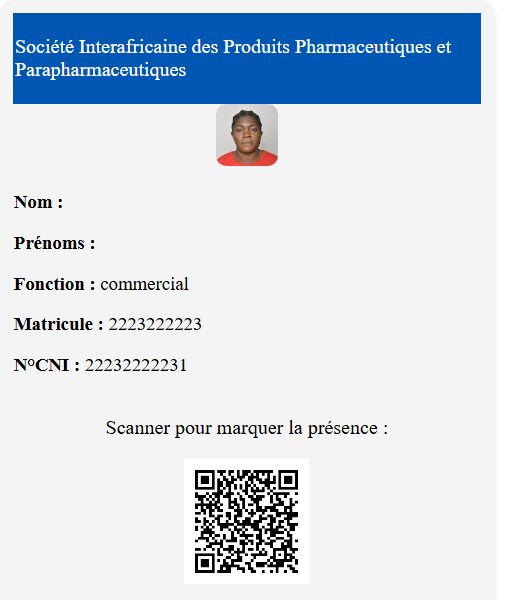 Société Interafricaine des Produits Pharmaceutiques et
Parapharmaceutiques
Nom :
Prénoms :
Fonction : commercial
Matricule : 2223222223
N°CNI : 22232222231
Scanner pour marquer la présence :